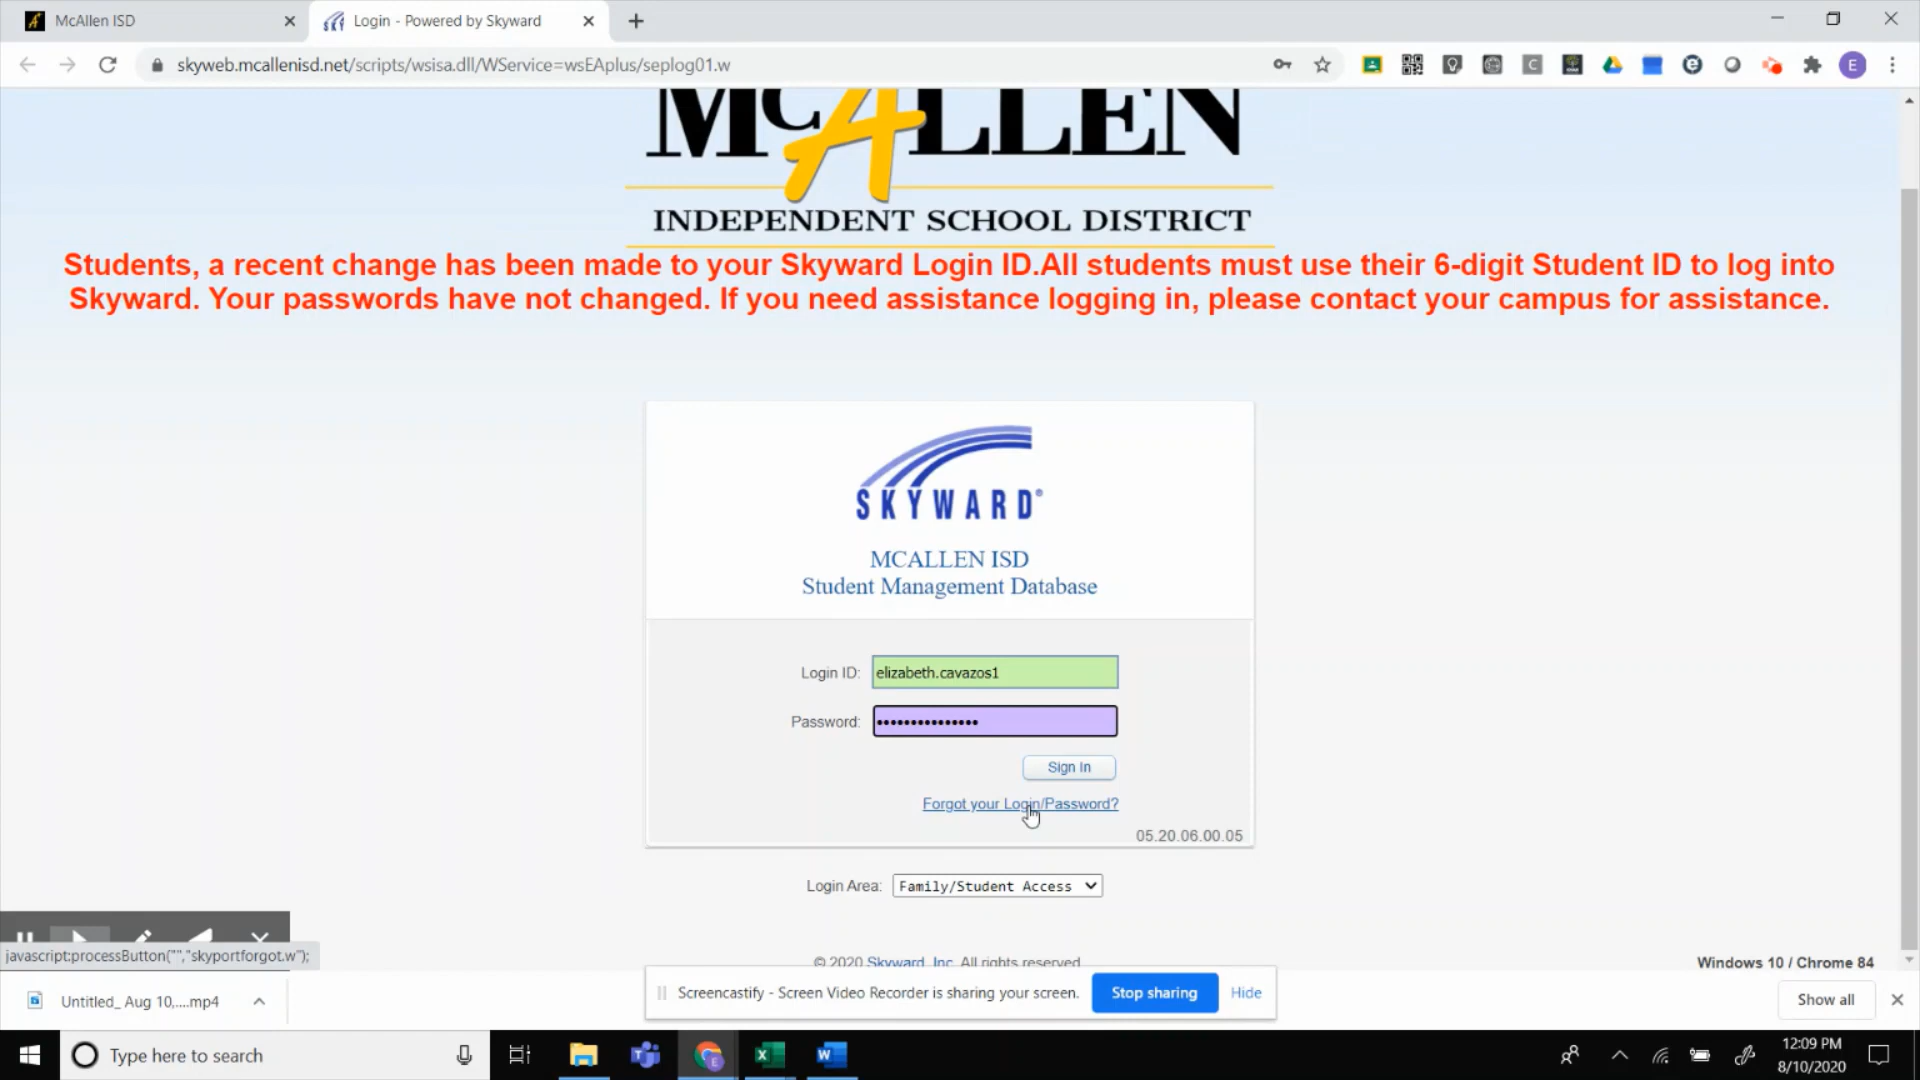 McAllen ISD
Login - Powered by Skyward
skyweb.mcallenisd.net/scripts/wsisa.dll/WService=wsEAplus/seplog01.w
C
E
MCALLEN
INDEPENDENT SCHOOL DISTRICT
Students, a recent change has been made to your Skyward Login ID.All students must use their 6-digit Student ID to log into
Skyward. Your passwords have not changed. If you need assistance logging in, please contact your campus for assistance.
SKYWARD®
MCALLEN ISD
Student Management Database
Login ID: elizabeth.cavazos1
Password: •••••••••••••••
Sign In
Forgot your Login/Password?
05.20.06.00.05
Login Area: Family/Student Access
javascript:processButton("","skyportforgot.w");
© 2020 Skyward, Inc. All rights reserved.
Windows 10 / Chrome 84
Untitled_ Aug 10,....mp4
Screencastify - Screen Video Recorder is sharing your screen.
Stop sharing
Hide
Show all
Type here to search
12:09 PM
8/10/2020